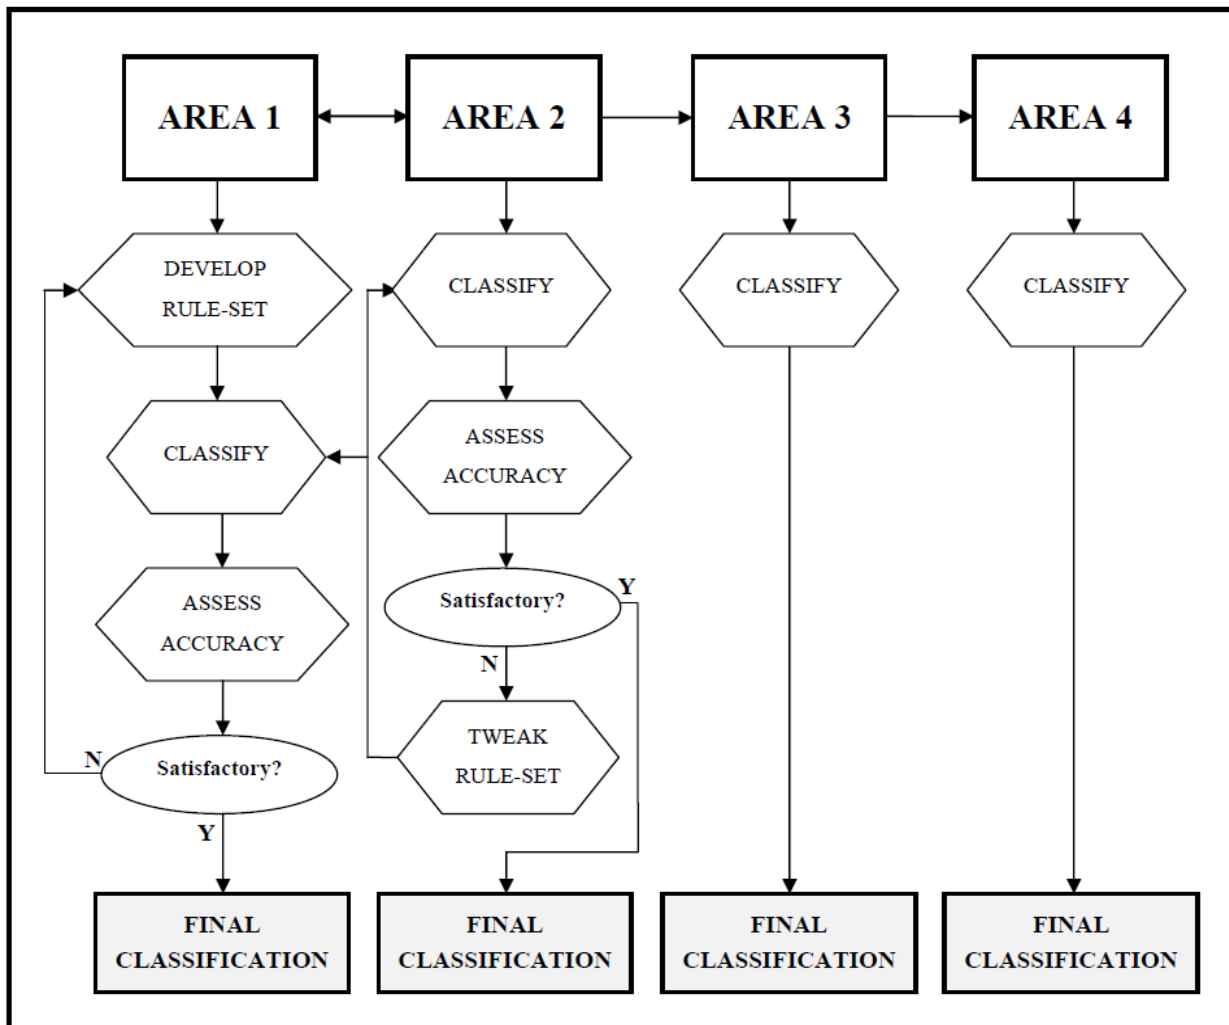 AREA 1
AREA 2
AREA 3
AREA 4
DEVELOP
RULE-SET
CLASSIFY
CLASSIFY
CLASSIFY
CLASSIFY
ASSESS
ACCURACY
ASSESS
ACCURACY
Satisfactory?
Y
N
TWEAK
RULE-SET
N
Satisfactory?
Y
FINAL
CLASSIFICATION
FINAL
CLASSIFICATION
FINAL
CLASSIFICATION
FINAL
CLASSIFICATION